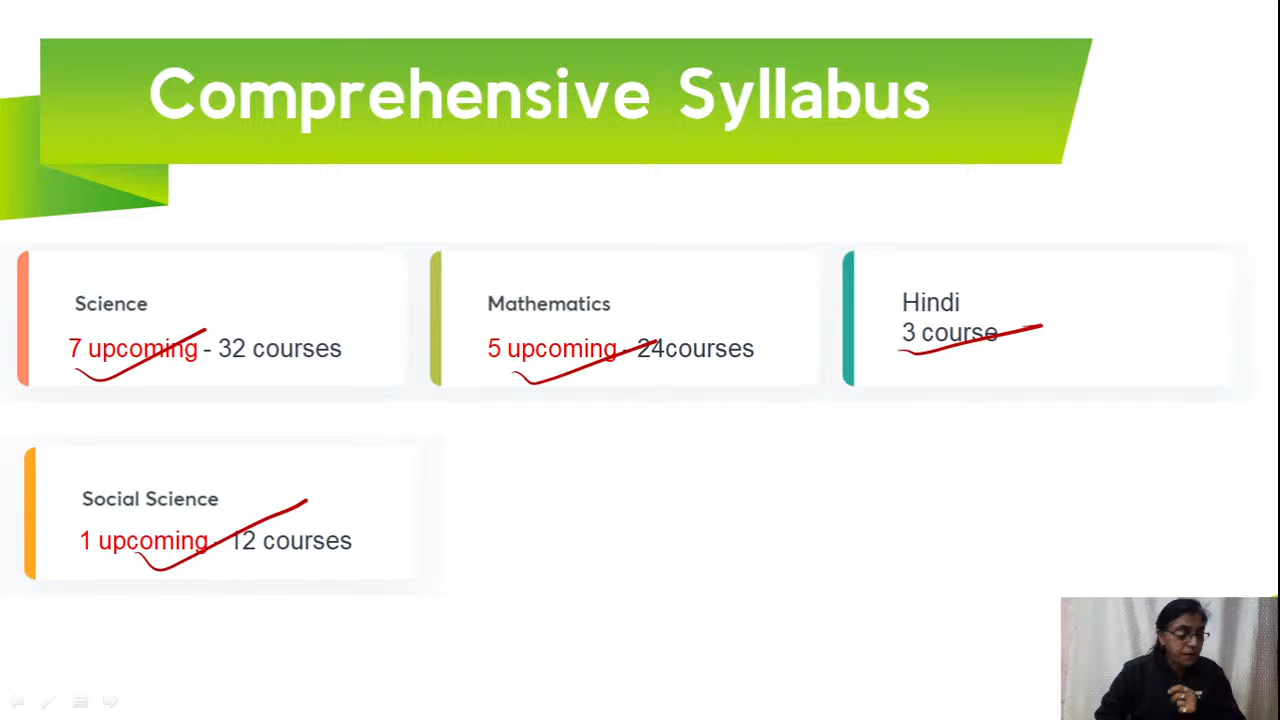 Comprehensive Syllabus
Science
7 upcoming - 32 courses
Mathematics
5 upcoming - 24courses
Hindi
3 course
Social Science
1 upcoming - 12 courses